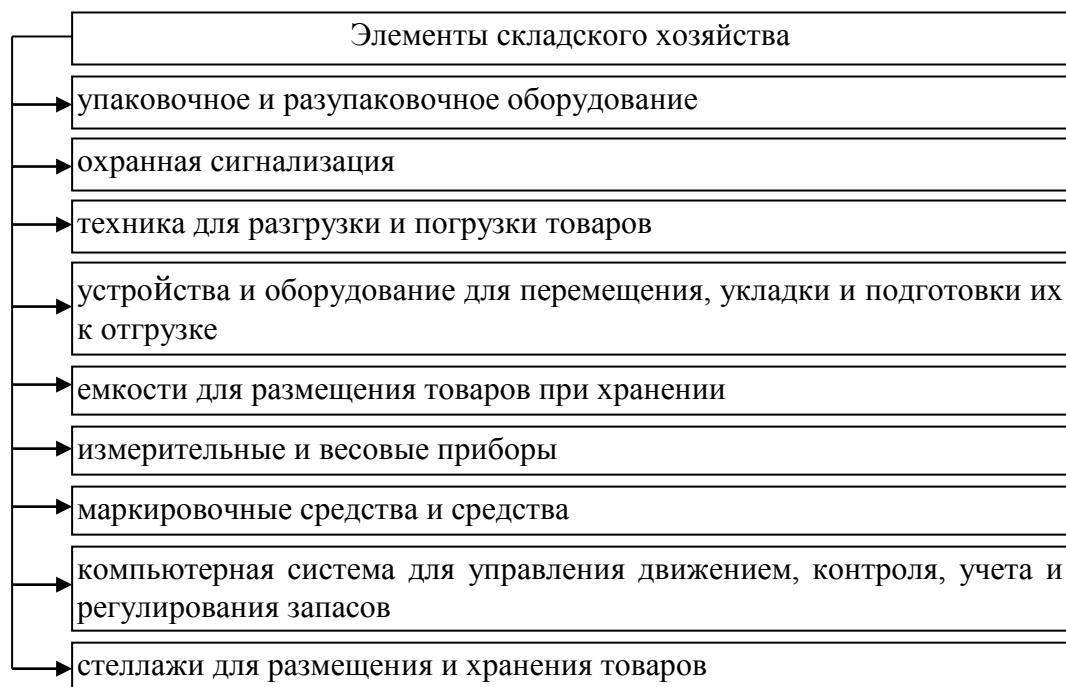 Элементы складского хозяйства
упаковочное и разупаковочное оборудование
охранная сигнализация
техника для разгрузки и погрузки товаров
устройства и оборудование для перемещения, укладки и подготовки их
к отгрузке
емкости для размещения товаров при хранении
измерительные и весовые приборы
маркировочные средства и средства
компьютерная система для управления движением, контроля, учета и
регулирования запасов
стеллажи для размещения и хранения товаров